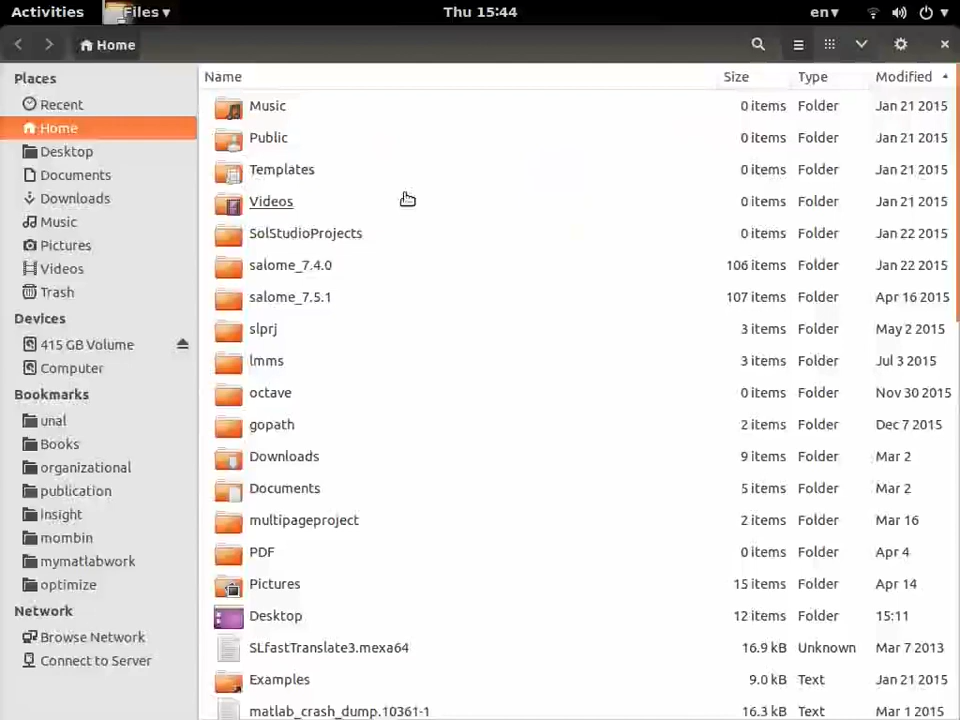 Activities Files ▾ Thu 15:44 en ▾
Home
Places
Recent
Home
Desktop
Documents
Downloads
Music
Pictures
Videos
Trash
Devices
415 GB Volume
Computer
Bookmarks
unal
Books
organizational
publication
insight
mombin
mymatlabwork
optimize
Network
Browse Network
Connect to Server
Name Size Type Modified
Music 0 items Folder Jan 21 2015
Public 0 items Folder Jan 21 2015
Templates 0 items Folder Jan 21 2015
Videos 0 items Folder Jan 21 2015
SolStudioProjects 0 items Folder Jan 22 2015
salome_7.4.0 106 items Folder Jan 22 2015
salome_7.5.1 107 items Folder Apr 16 2015
slprj 3 items Folder May 2 2015
lmms 3 items Folder Jul 3 2015
octave 0 items Folder Nov 30 2015
gopath 2 items Folder Dec 7 2015
Downloads 9 items Folder Mar 2
Documents 5 items Folder Mar 2
multipageproject 2 items Folder Mar 16
PDF 0 items Folder Apr 4
Pictures 15 items Folder Apr 14
Desktop 12 items Folder 15:11
SLfastTranslate3.mexa64 16.9 kB Unknown Mar 7 2013
Examples 9.0 kB Text Jan 21 2015
matlab_crash_dump.10361-1 16.3 kB Text Mar 1 2015